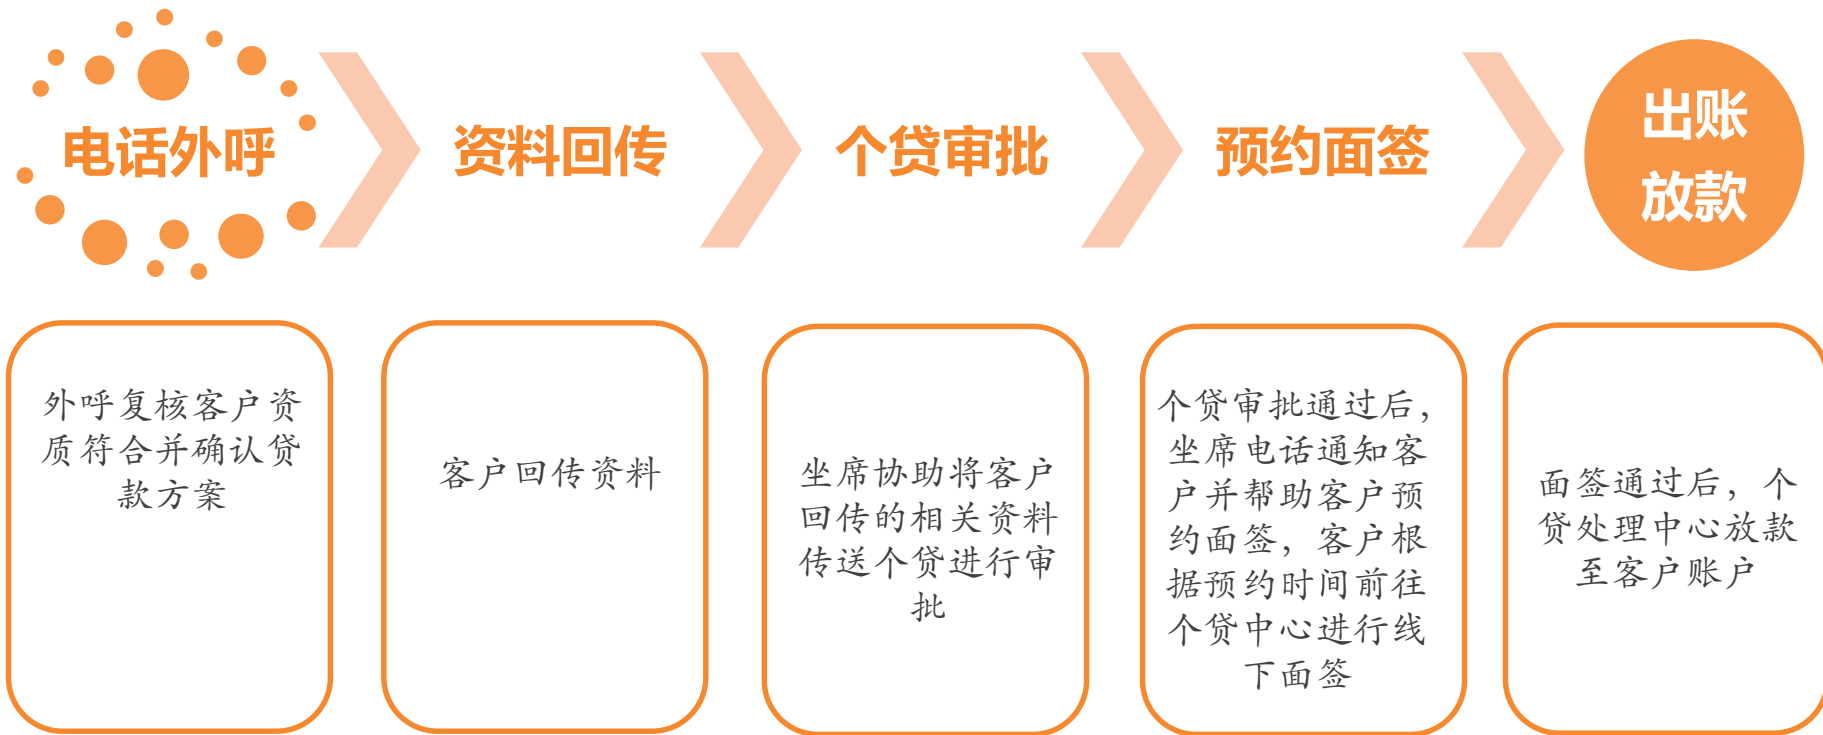 电话外呼
资料回传
个贷审批
预约面签
出账
放款
外呼复核客户资
质符合并确认贷
款方案
客户回传资料
坐席协助将客户
回传的相关资料
传送个贷进行审
批
个贷审批通过后，
坐席电话通知客
户并帮助客户预
约面签，客户根
据预约时间前往
个贷中心进行线
下面签
面签通过后，个
贷处理中心放款
至客户账户